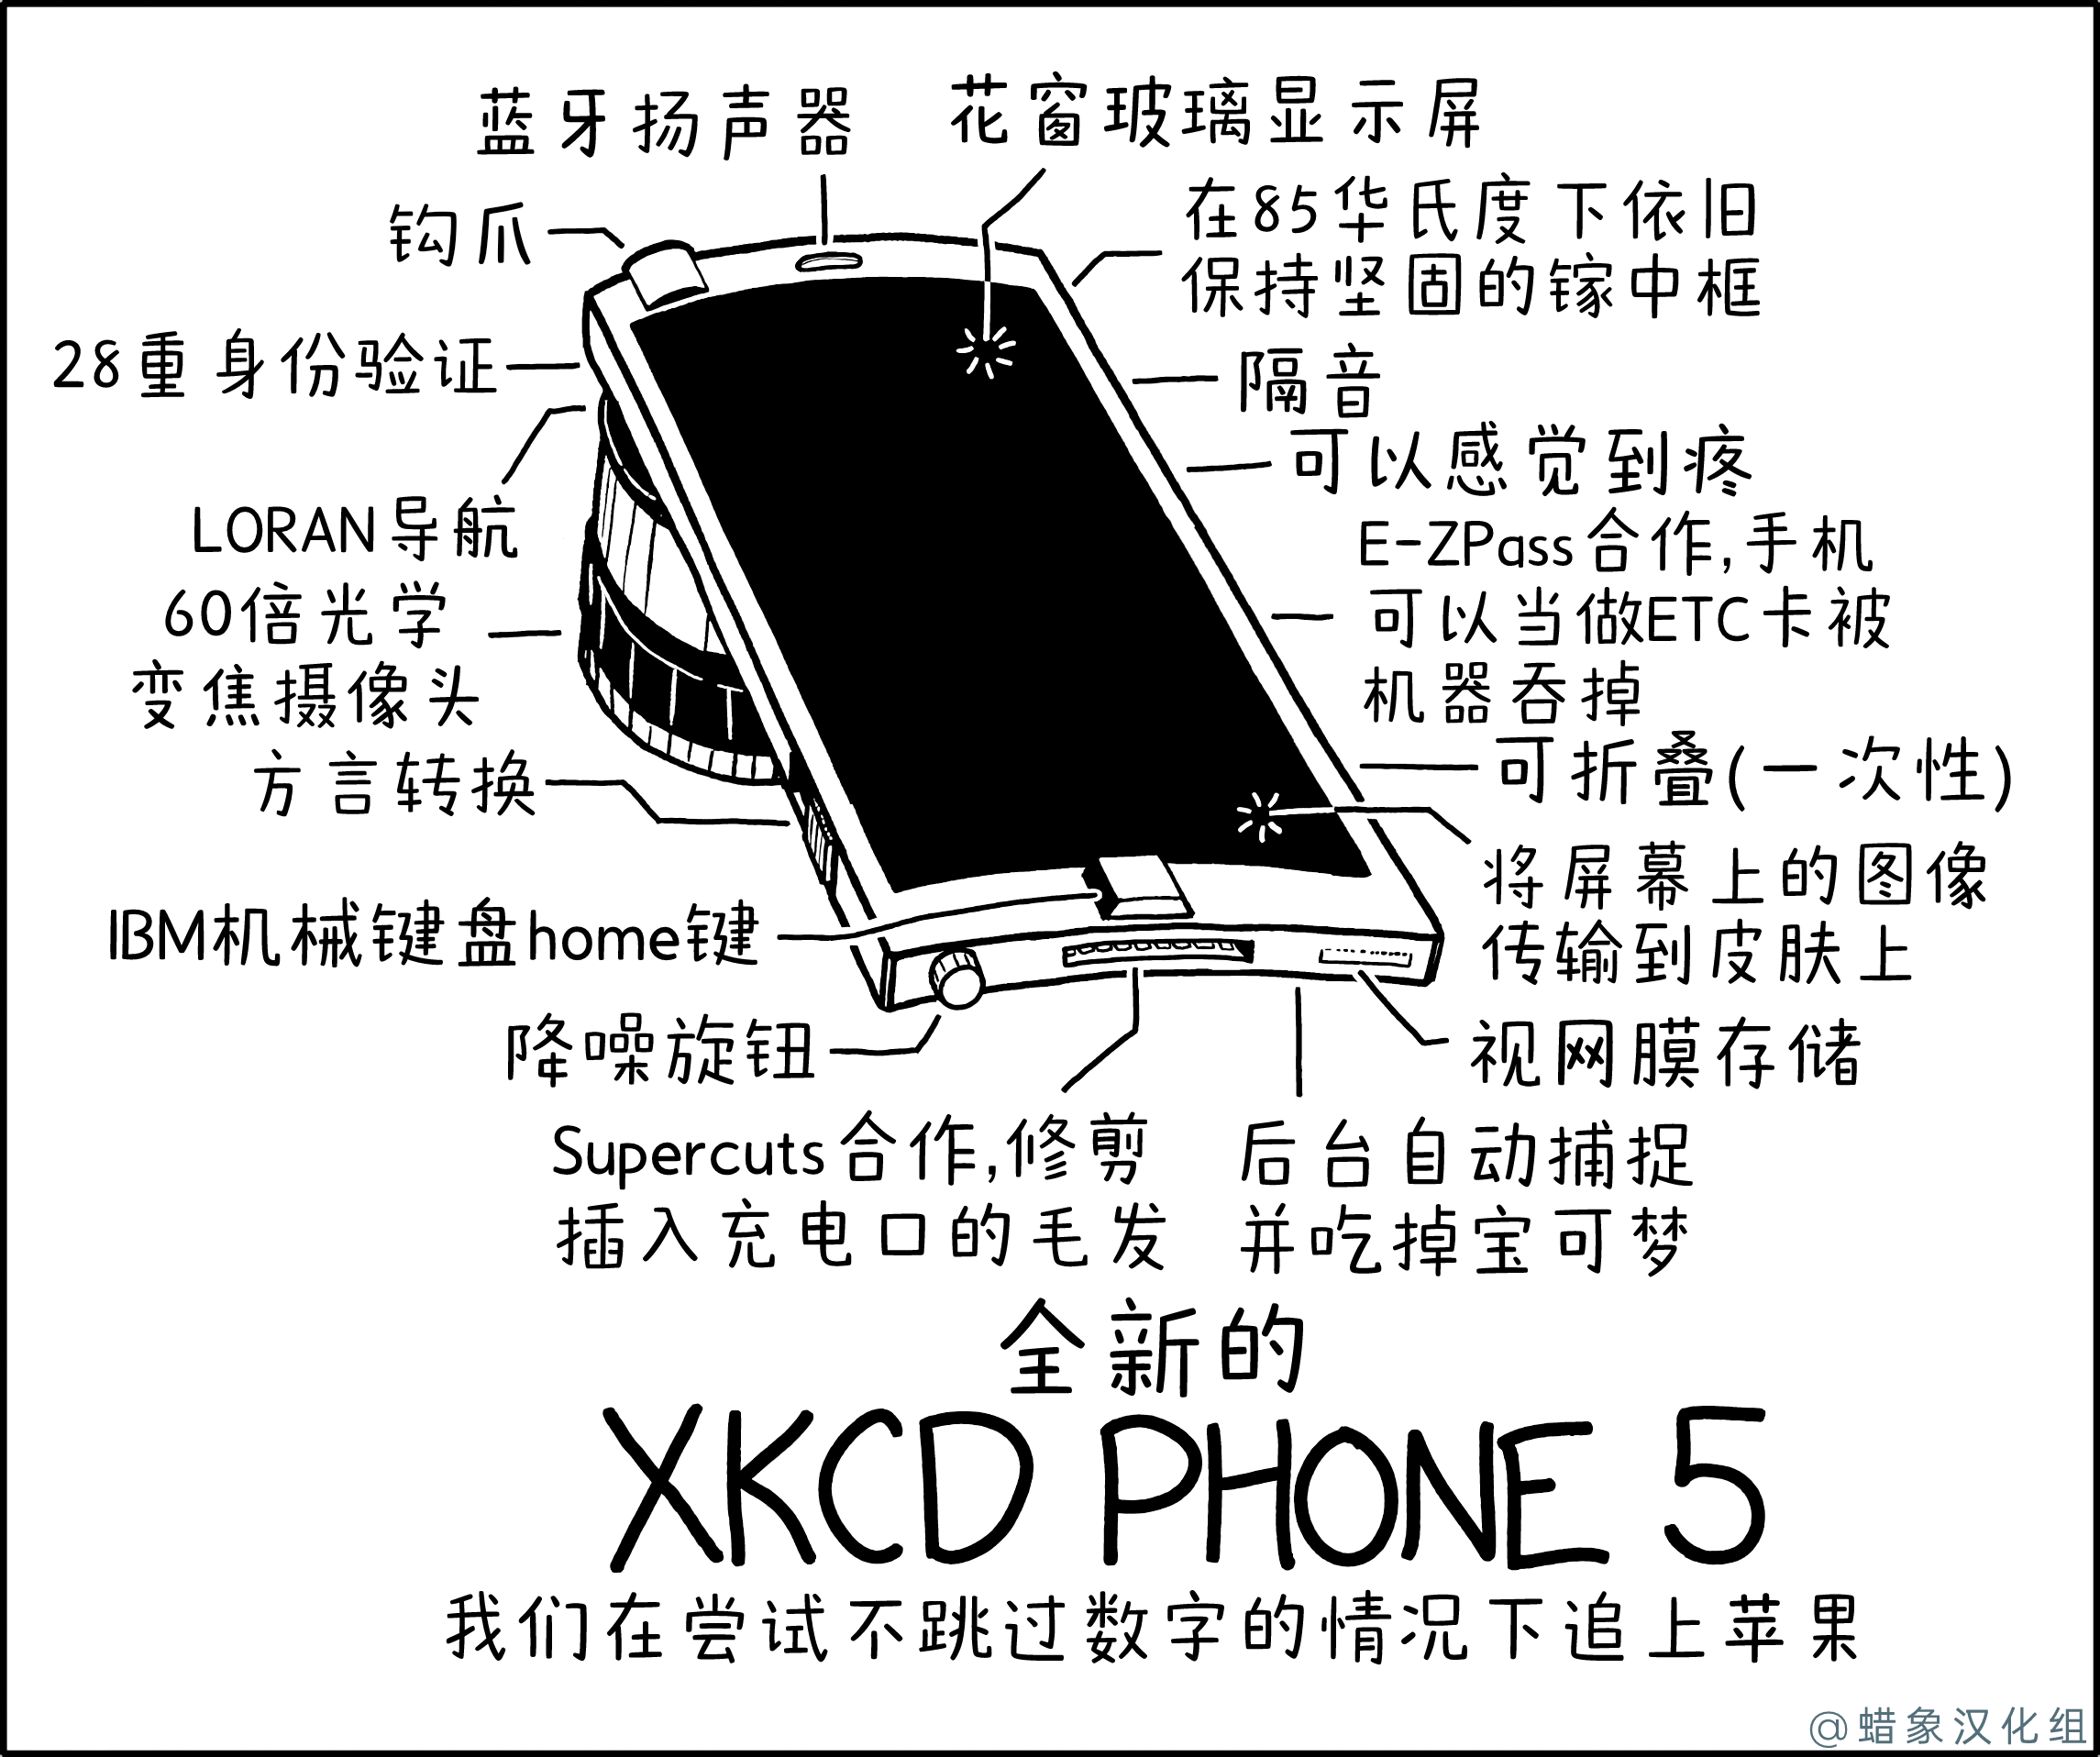 蓝牙扬声器
花窗玻璃显示屏
钩爪
在85华氏度下依旧
保持坚固的镓中框
28重身份验证
隔音
可以感觉到疼
LORAN导航
E-ZPass合作,手机
可以当做ETC卡被
机器吞掉
60倍光学
变焦摄像头
方言转换
可折叠(一次性)
将屏幕上的图像
传输到皮肤上
IBM机械键盘home键
降噪旋钮
视网膜存储
Supercuts合作,修剪
插入充电口的毛发
后台自动捕捉
并吃掉宝可梦
全新的
XKCD PHONE 5
我们在尝试不跳过数字的情况下追上苹果
@蜡象汉化组